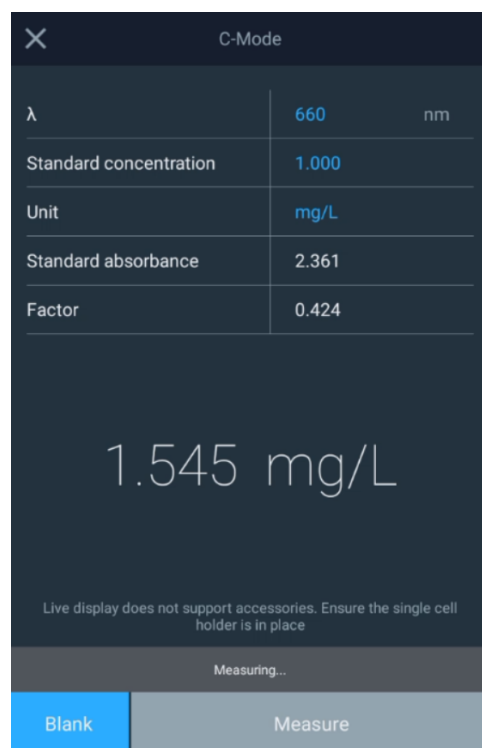 C-Mode
λ 660 nm
Standard concentration 1.000
Unit mg/L
Standard absorbance 2.361
Factor 0.424
1.545 mg/L
Live display does not support accessories. Ensure the single cell
holder is in place
Measuring...
Blank Measure